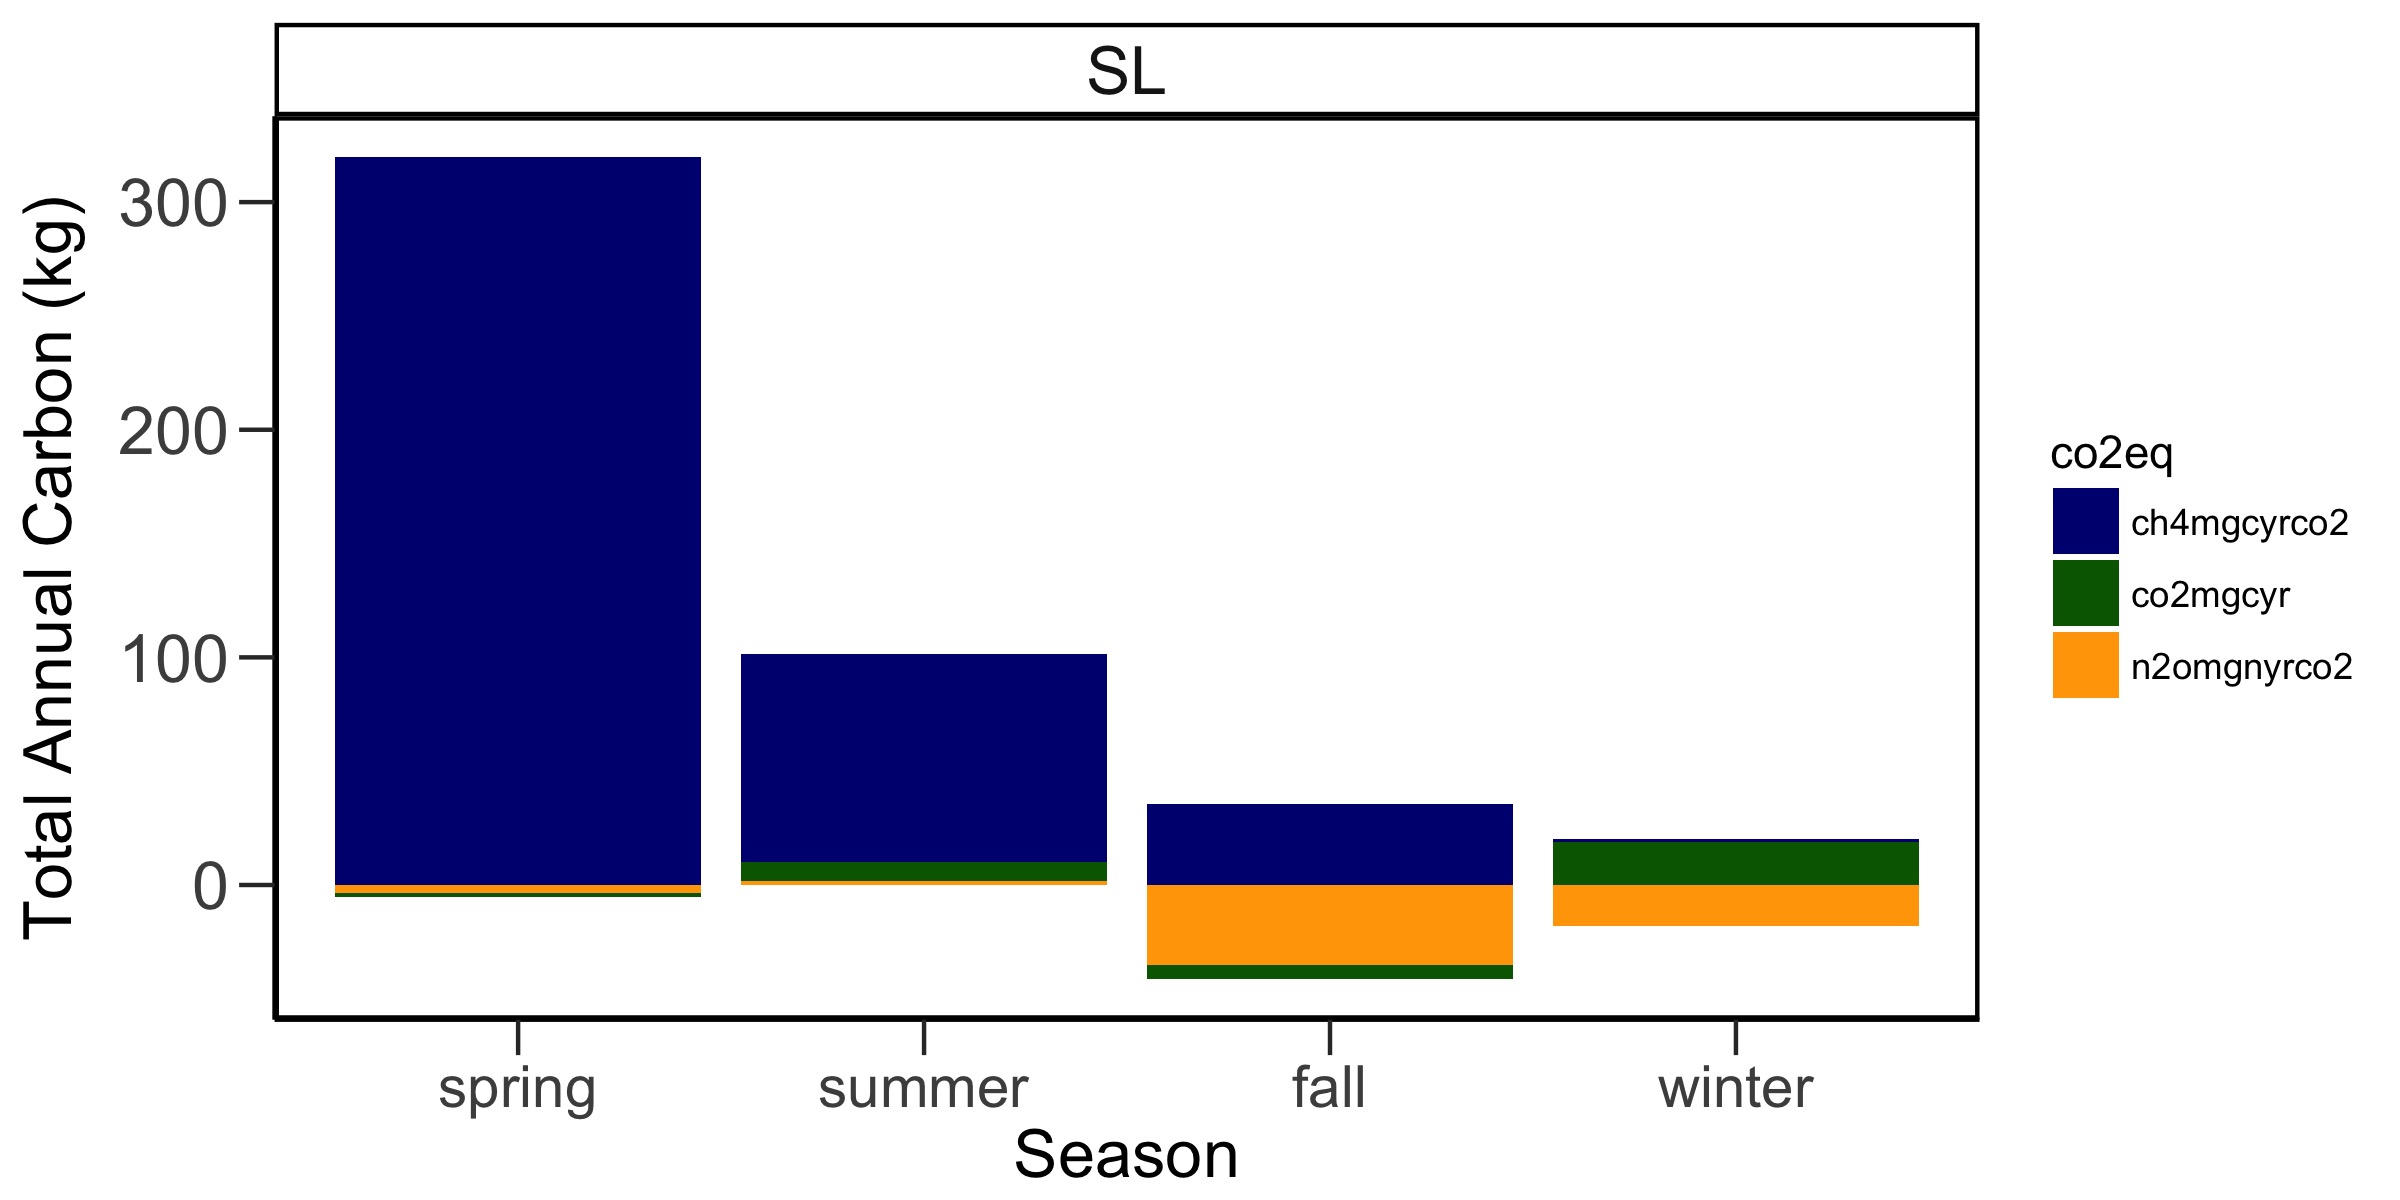 SL
Total Annual Carbon (kg)
300
200
100
0
spring
summer
fall
winter
Season
co2eq
ch4mgcyrco2
co2mgcyr
n2omgnyrco2